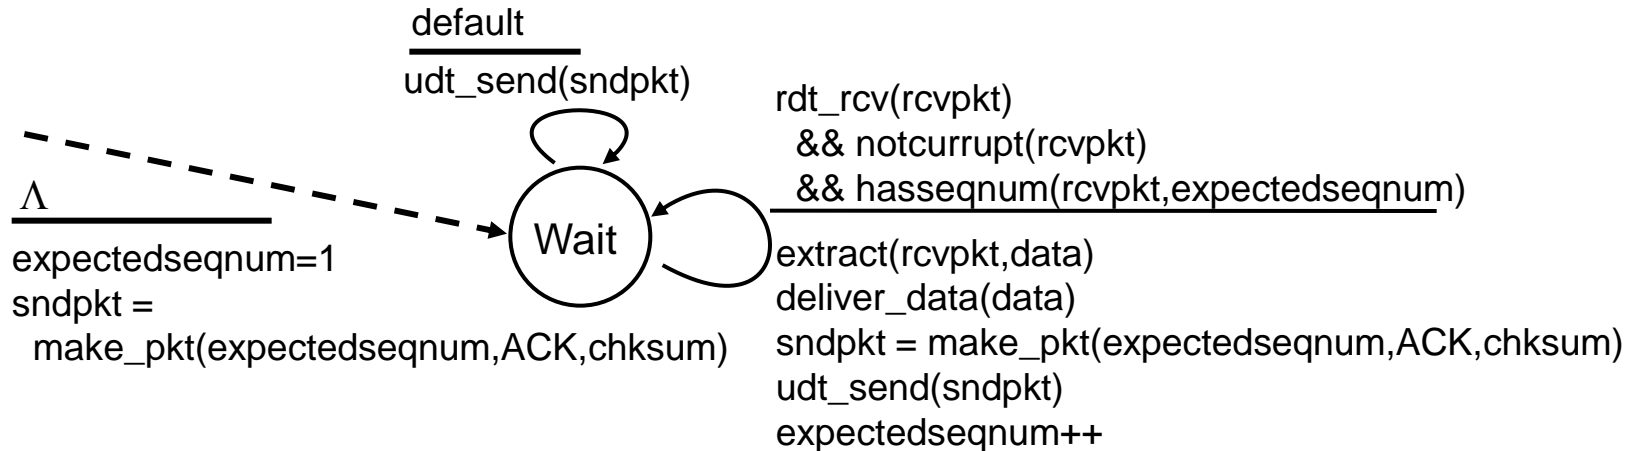 default
udt_send(sndpkt)
Λ
expectedseqnum=1
sndpkt =
make_pkt(expectedseqnum,ACK,chksum)
Wait
rdt_rcv(rcvpkt)
&& notcurrupt(rcvpkt)
&& hasseqnum(rcvpkt,expectedseqnum)
extract(rcvpkt,data)
deliver_data(data)
sndpkt = make_pkt(expectedseqnum,ACK,chksum)
udt_send(sndpkt)
expectedseqnum++